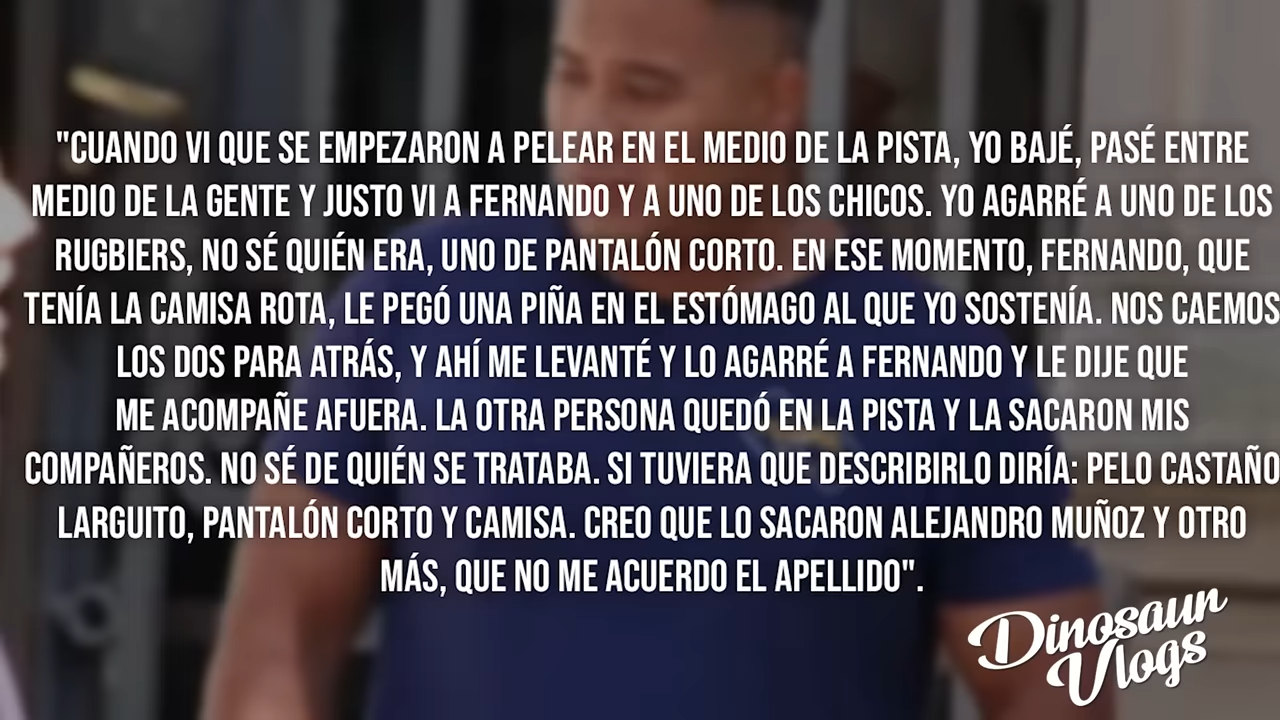 "CUANDO VI QUE SE EMPEZARON A PELEAR EN EL MEDIO DE LA PISTA, YO BAJÉ, PASÉ ENTRE
MEDIO DE LA GENTE Y JUSTO VI A FERNANDO Y A UNO DE LOS CHICOS. YO AGARRÉ A UNO DE LOS
RUGBIERS, NO SÉ QUIÉN ERA, UNO DE PANTALÓN CORTO. EN ESE MOMENTO, FERNANDO, QUE
TENÍA LA CAMISA ROTA, LE PEGÓ UNA PIÑA EN EL ESTÓMAGO AL QUE YO SOSTENÍA. NOS CAEMOS
LOS DOS PARA ATRÁS, Y AHÍ ME LEVANTÉ Y LO AGARRÉ A FERNANDO Y LE DIJE QUE
ME ACOMPAÑE AFUERA. LA OTRA PERSONA QUEDÓ EN LA PISTA Y LA SACARON MIS
COMPAÑEROS. NO SÉ DE QUIÉN SE TRATABA. SI TUVIERA QUE DESCRIBIRLO DIRÍA: PELO CASTAÑO
LARGUITO, PANTALÓN CORTO Y CAMISA. CREO QUE LO SACARON ALEJANDRO MUÑOZ Y OTRO
MÁS, QUE NO ME ACUERDO EL APELLIDO".
Dinosaur
Vlogs